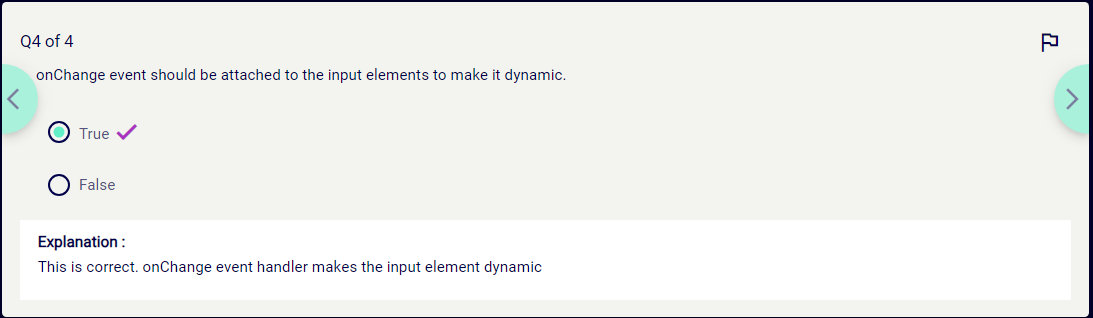 Q4 of 4
onChange event should be attached to the input elements to make it dynamic.
True
False
Explanation :
This is correct. onChange event handler makes the input element dynamic